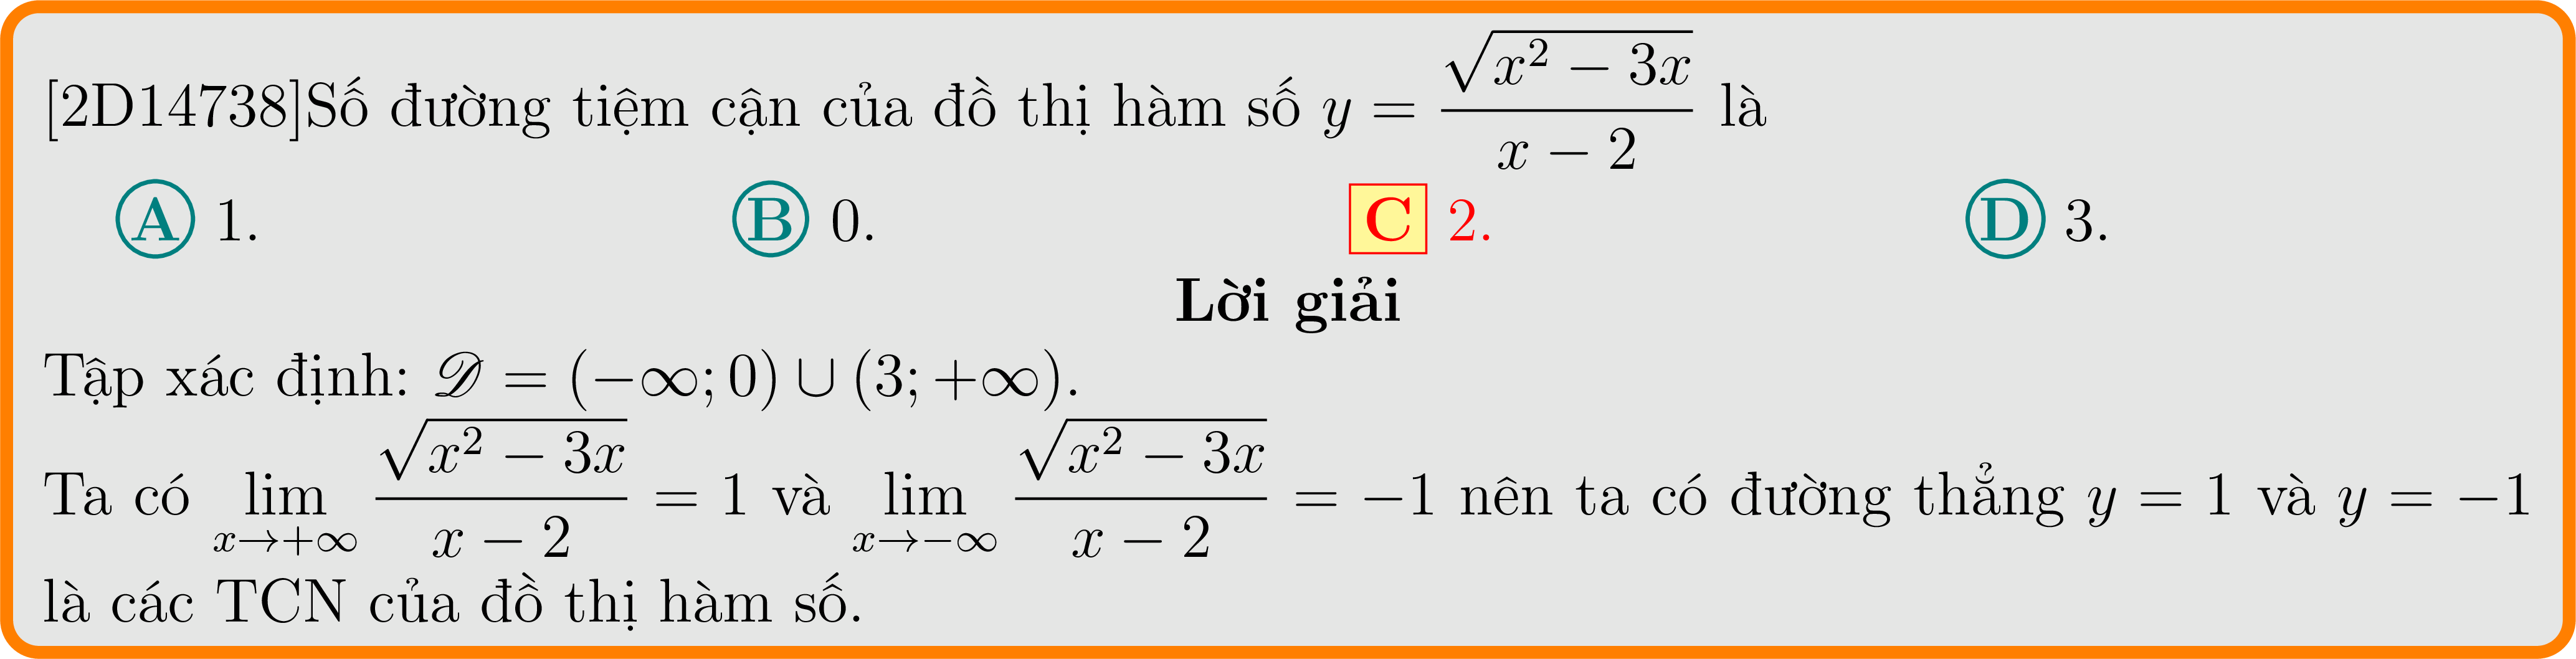 [2D14738]Số đường tiệm cận của đồ thị hàm số $y = \dfrac{\sqrt{x^2 - 3x}}{x - 2}$ là
A 1. B 0. C 2. D 3.
Lời giải
Tập xác định: $\mathscr{D} = (-\infty; 0) \cup (3; +\infty)$.
Ta có $\lim\limits_{x \to +\infty} \dfrac{\sqrt{x^2 - 3x}}{x - 2} = 1$ và $\lim\limits_{x \to -\infty} \dfrac{\sqrt{x^2 - 3x}}{x - 2} = -1$ nên ta có đường thẳng $y = 1$ và $y = -1$
là các TCN của đồ thị hàm số.